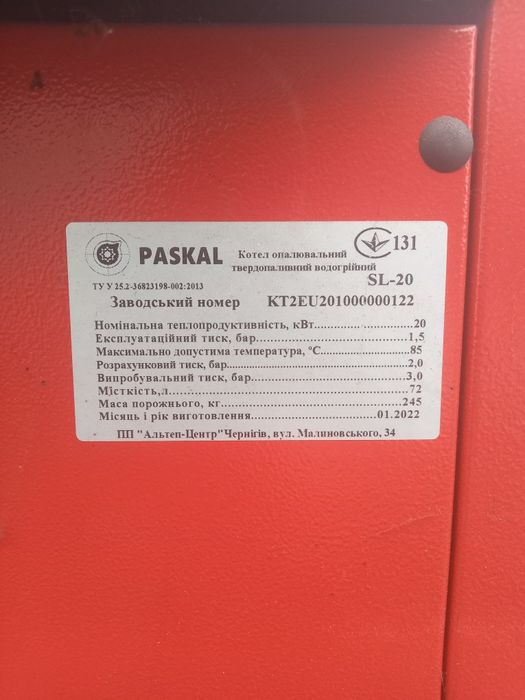 PASKAL
Котел опалювальний
твердопаливний водогрійний
131
ТУ У 25.2-36823198-002:2013
SL-20
Заводський номер KT2EU201000000122
Номінальна теплопродуктивність, кВт..............................20
Експлуатаційний тиск, бар..............................1,5
Максимально допустима температура, °С..............................85
Розрахунковий тиск, бар..............................2,0
Випробувальний тиск, бар..............................3,0
Місткість,л..............................72
Маса порожнього, кг..............................245
Місяць і рік виготовлення..............................01.2022
ПП "Альтеп-Центр"Чернігів, вул. Малиновського, 34